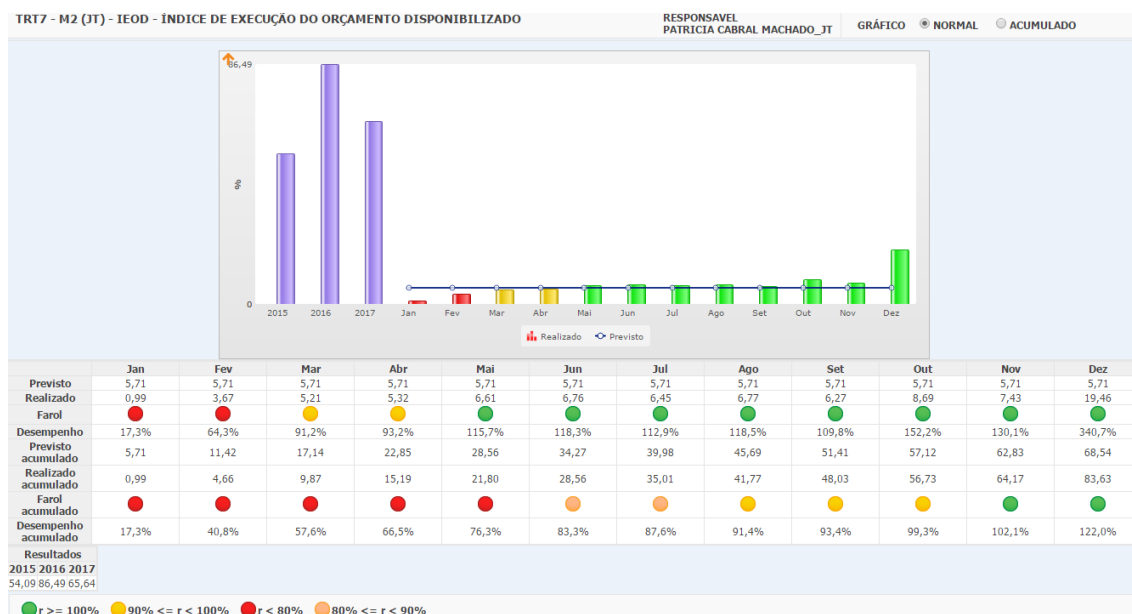 TRT7 - M2 (JT) - IEOD - ÍNDICE DE EXECUÇÃO DO ORÇAMENTO DISPONIBILIZADO
RESPONSAVEL
PATRICIA CABRAL MACHADO_JT
GRÁFICO NORMAL ACUMULADO
86,49
%
0
2015 2016 2017 Jan Fev Mar Abr Mai Jun Jul Ago Set Out Nov Dez
Realizado Previsto
Jan Fev Mar Abr Mai Jun Jul Ago Set Out Nov Dez
Previsto 5,71 5,71 5,71 5,71 5,71 5,71 5,71 5,71 5,71 5,71 5,71 5,71
Realizado 0,99 3,67 5,21 5,32 6,61 6,76 6,45 6,77 6,27 8,69 7,43 19,46
Farol
Desempenho 17,3% 64,3% 91,2% 93,2% 115,7% 118,3% 112,9% 118,5% 109,8% 152,2% 130,1% 340,7%
Previsto
acumulado 5,71 11,42 17,14 22,85 28,56 34,27 39,98 45,69 51,41 57,12 62,83 68,54
Realizado
acumulado 0,99 4,66 9,87 15,19 21,80 28,56 35,01 41,77 48,03 56,73 64,17 83,63
Farol
acumulado
Desempenho
acumulado 17,3% 40,8% 57,6% 66,5% 76,3% 83,3% 87,6% 91,4% 93,4% 99,3% 102,1% 122,0%
Resultados
2015 2016 2017
54,09 86,49 65,64
r >= 100% 90% <= r < 100% r < 80% 80% <= r < 90%